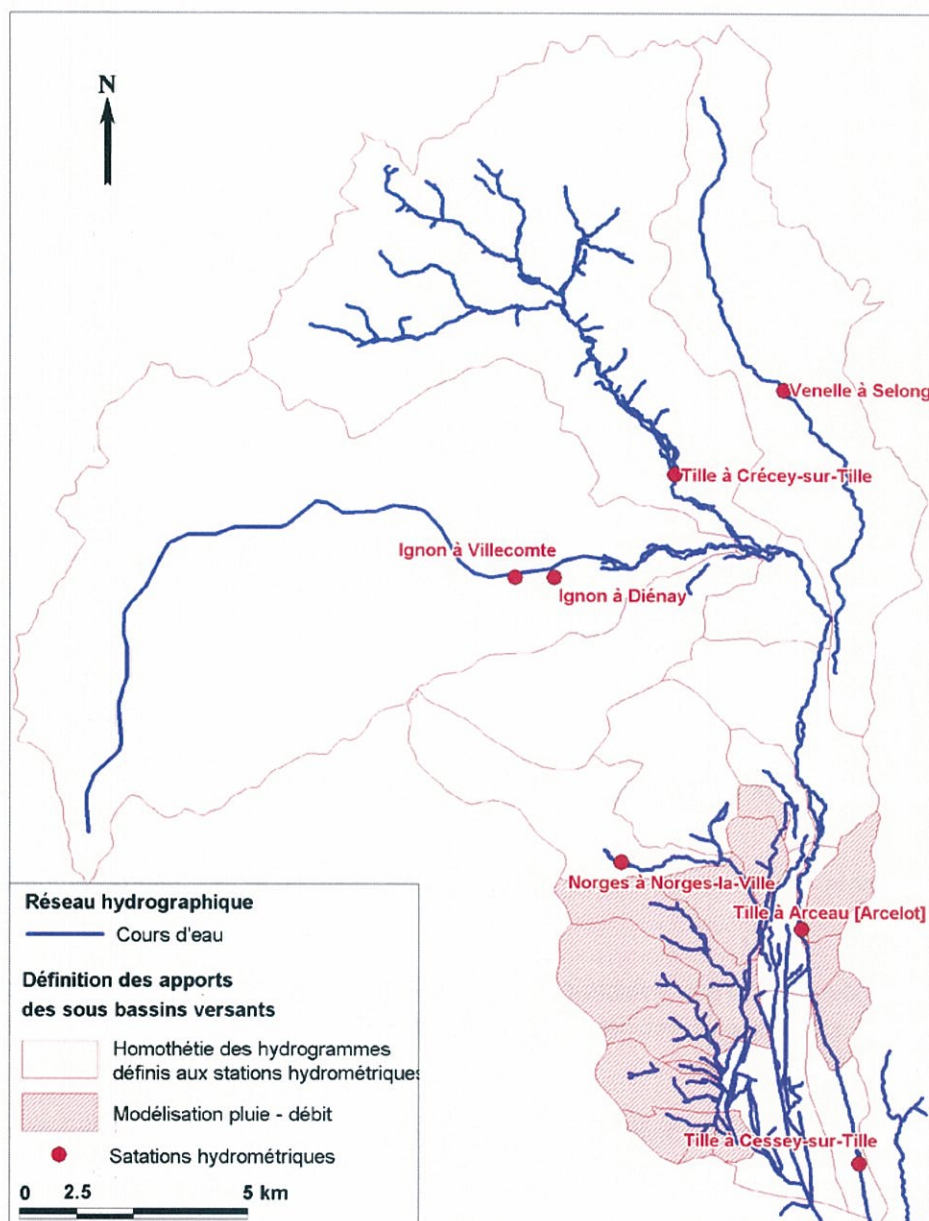 N
Venelle à Selong
Tille à Crécey-sur-Tille
Ignon à Villecomte
Ignon à Diénay
Norges à Norges-la-Ville
Tille à Arceau [Arcelot]
Tille à Cessey-sur-Tille
Réseau hydrographique
Cours d'eau
Définition des apports
des sous bassins versants
Homothétie des hydrogrammes
définis aux stations hydrométriques
Modélisation pluie - débit
Satations hydrométriques
0 2.5 5 km